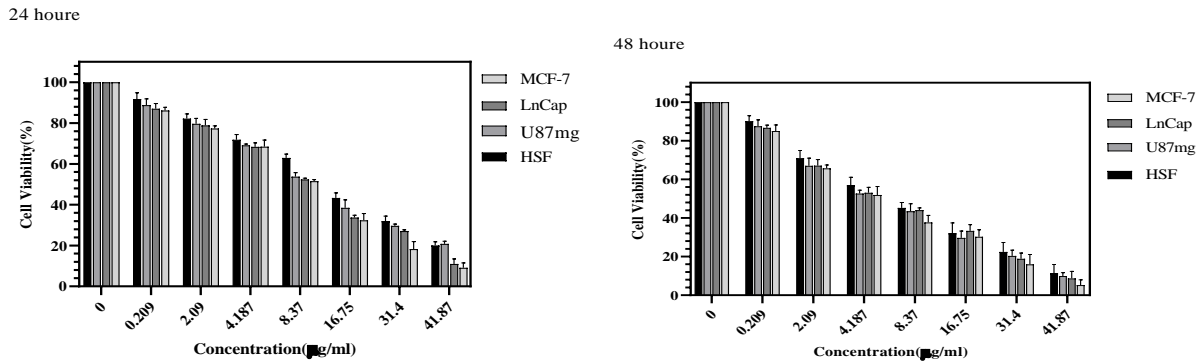 24 houre
100
80
60
40
20
0
Cell Viability(%)
0
0.209
2.09
4.187
8.37
16.75
31.4
41.87
Concentration(μg/ml)
MCF-7
LnCap
U87mg
HSF
48 houre
100
80
60
40
20
0
Cell Viability(%)
0
0.209
2.09
4.187
8.37
16.75
31.4
41.87
Concentration(μg/ml)
MCF-7
LnCap
U87mg
HSF